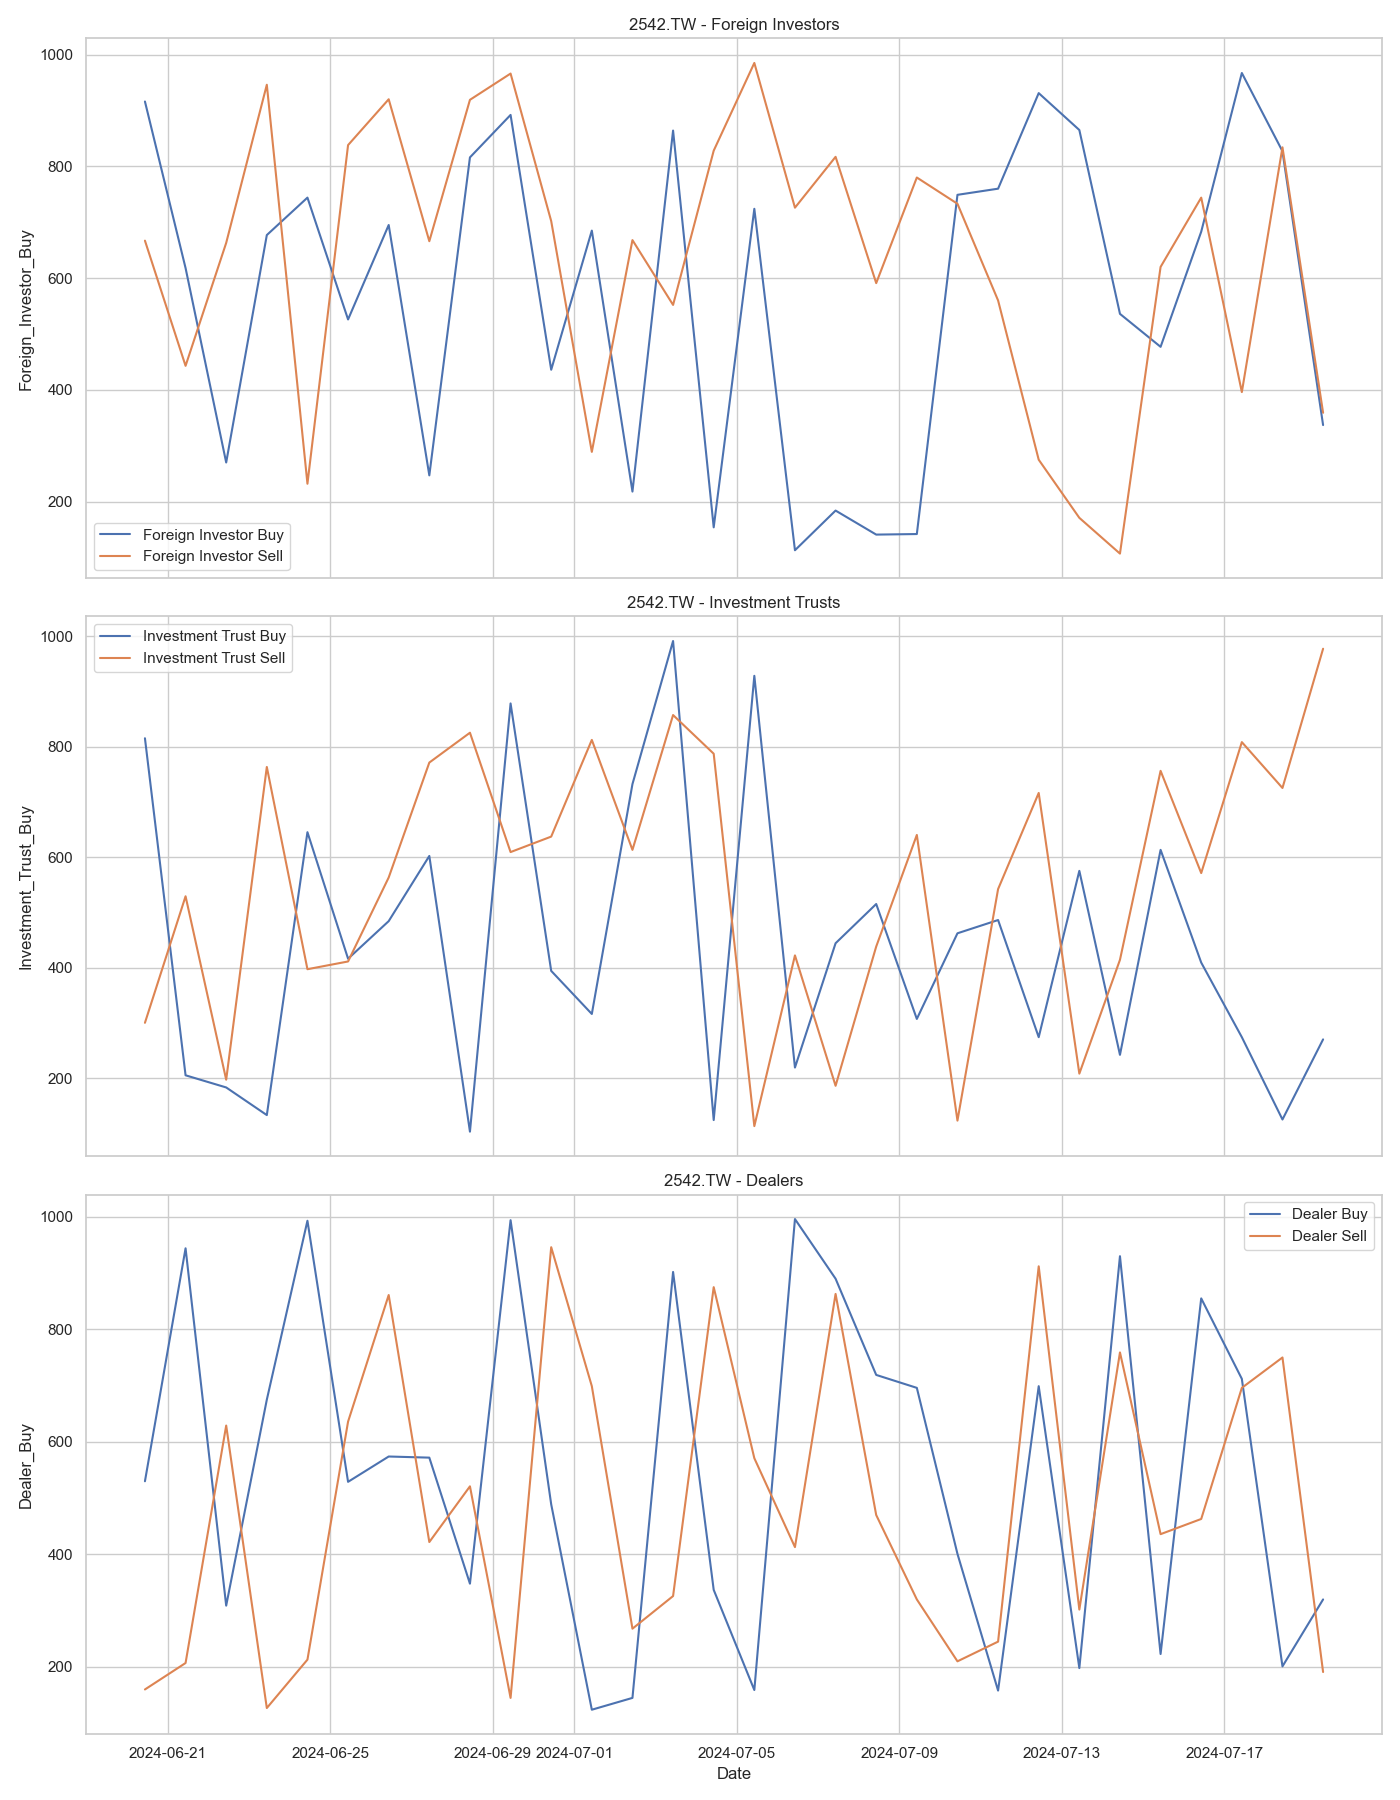 2542.TW - Foreign Investors
1000
800
600
400
200
Foreign_Investor_Buy
Foreign Investor Buy
Foreign Investor Sell
2542.TW - Investment Trusts
1000
800
600
400
200
Investment_Trust_Buy
Investment Trust Buy
Investment Trust Sell
2542.TW - Dealers
1000
800
600
400
200
Dealer_Buy
Dealer Buy
Dealer Sell
2024-06-21 2024-06-25 2024-06-29 2024-07-01 2024-07-05 2024-07-09 2024-07-13 2024-07-17
Date